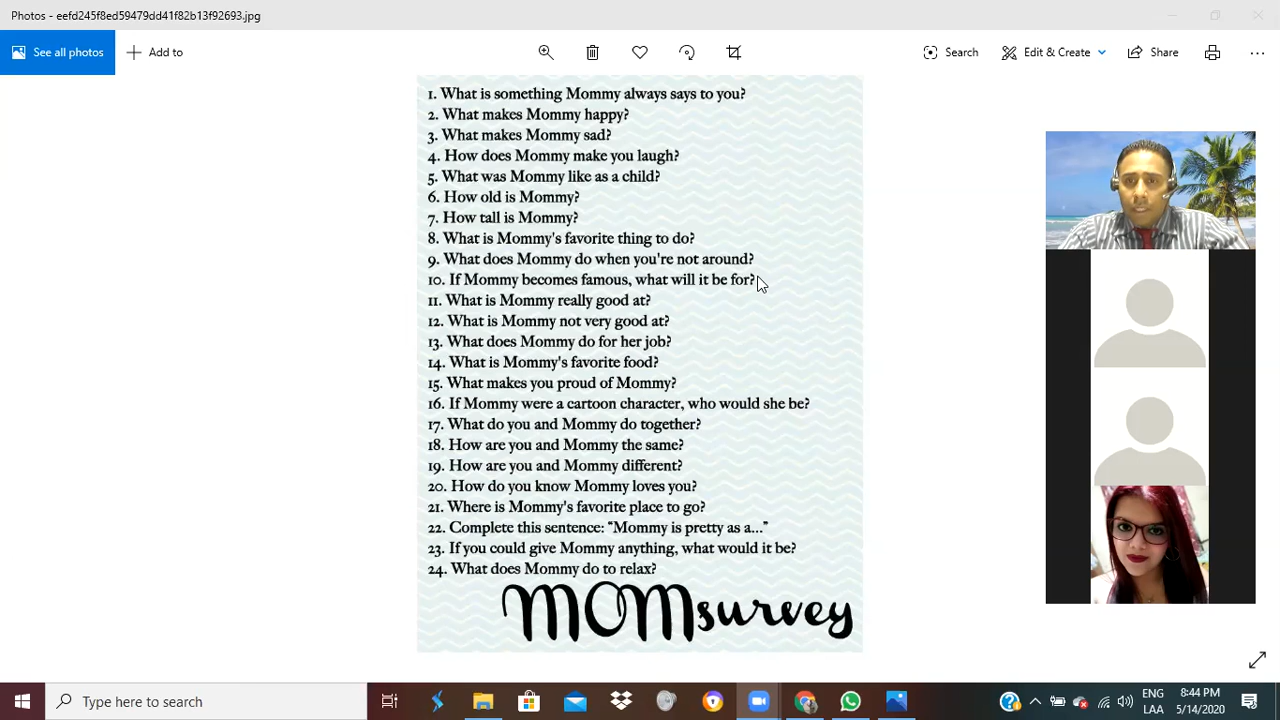 Photos - eefd245f8ed59479dd41f82b13f92693.jpg
See all photos
Add to
Search
Edit & Create
Share
1. What is something Mommy always says to you?
2. What makes Mommy happy?
3. What makes Mommy sad?
4. How does Mommy make you laugh?
5. What was Mommy like as a child?
6. How old is Mommy?
7. How tall is Mommy?
8. What is Mommy's favorite thing to do?
9. What does Mommy do when you're not around?
10. If Mommy becomes famous, what will it be for?
11. What is Mommy really good at?
12. What is Mommy not very good at?
13. What does Mommy do for her job?
14. What is Mommy's favorite food?
15. What makes you proud of Mommy?
16. If Mommy were a cartoon character, who would she be?
17. What do you and Mommy do together?
18. How are you and Mommy the same?
19. How are you and Mommy different?
20. How do you know Mommy loves you?
21. Where is Mommy's favorite place to go?
22. Complete this sentence: “Mommy is pretty as a...”
23. If you could give Mommy anything, what would it be?
24. What does Mommy do to relax?
MOMsurvey
Type here to search
ENG
LAA
8:44 PM
5/14/2020